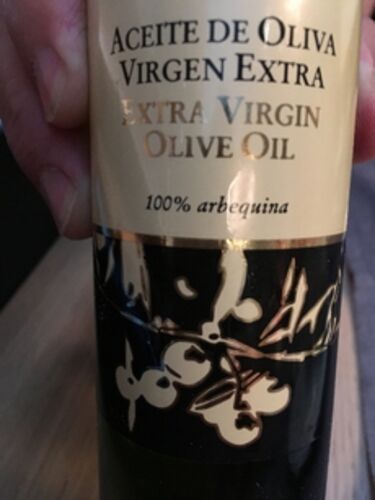 ACEITE DE OLIVA
VIRGEN EXTRA
EXTRA VIRGIN
OLIVE OIL
100% arbequina